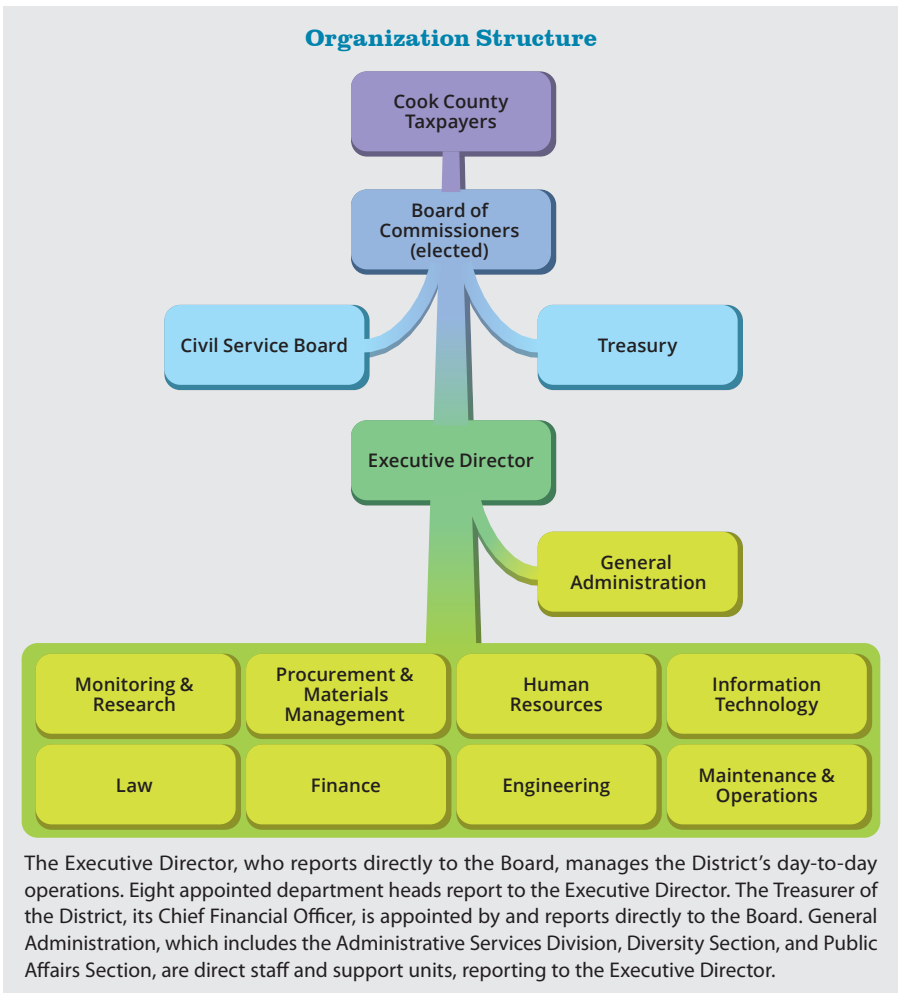 Organization Structure
Cook County
Taxpayers
Board of
Commissioners
(elected)
Civil Service Board
Treasury
Executive Director
General
Administration
Monitoring &
Research
Procurement &
Materials
Management
Human
Resources
Information
Technology
Law
Finance
Engineering
Maintenance &
Operations
The Executive Director, who reports directly to the Board, manages the District’s day-to-day
operations. Eight appointed department heads report to the Executive Director. The Treasurer of
the District, its Chief Financial Officer, is appointed by and reports directly to the Board. General
Administration, which includes the Administrative Services Division, Diversity Section, and Public
Affairs Section, are direct staff and support units, reporting to the Executive Director.